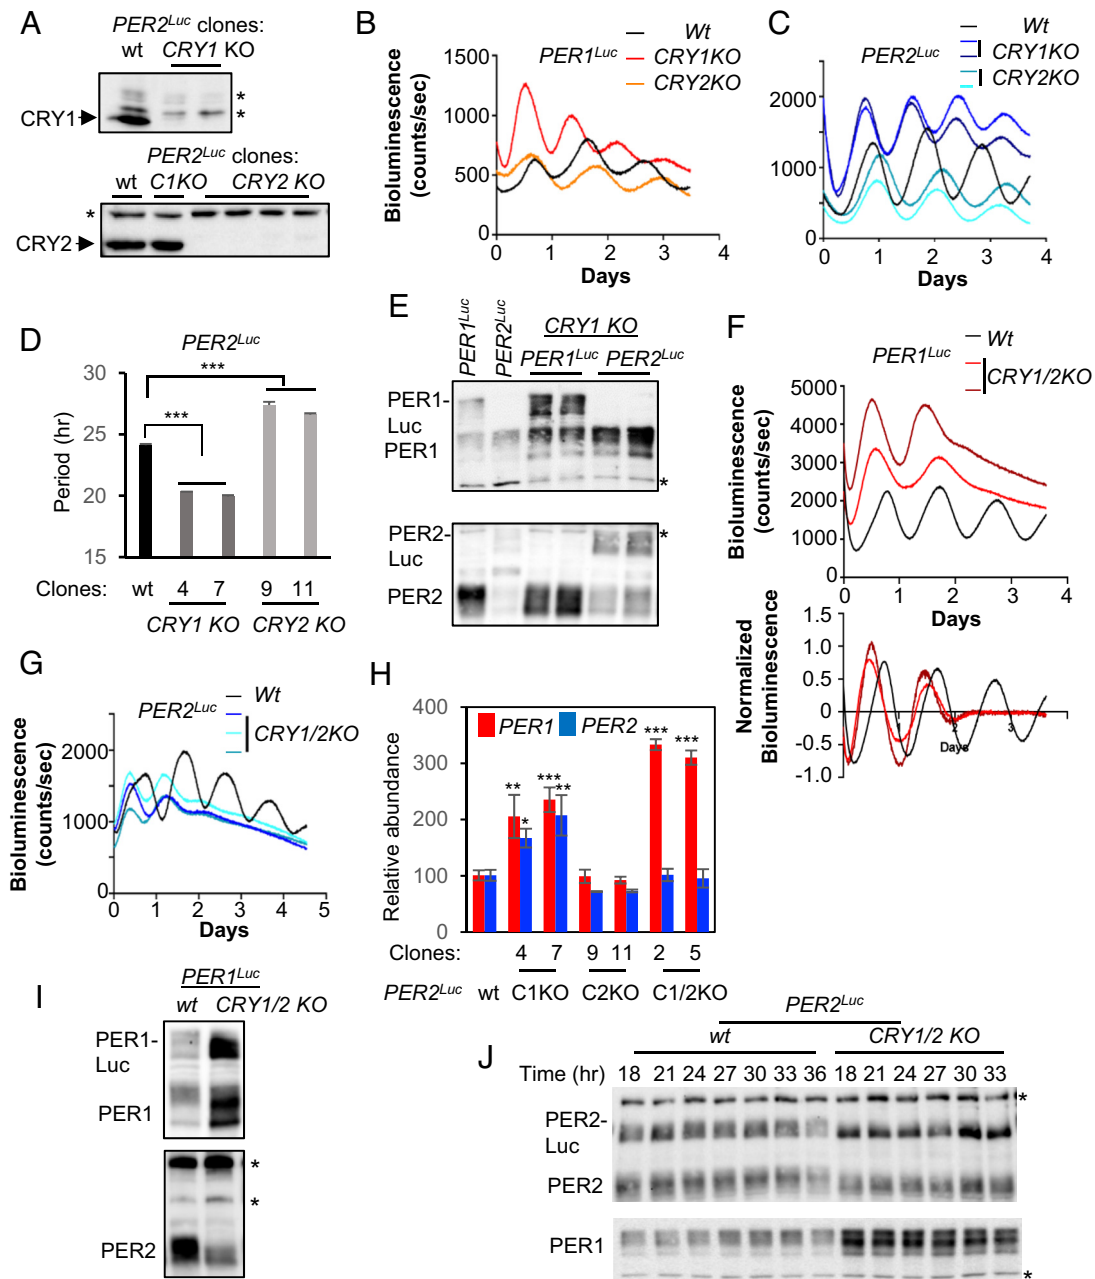 A
PER2Luc clones:
wt CRY1 KO
*
*
CRY1
PER2Luc clones:
wt C1KO CRY2 KO
*
CRY2
B
PER1Luc
Wt
CRY1KO
CRY2KO
Bioluminescence
(counts/sec)
1500
1000
500
0
0 1 2 3 4
Days
C
PER2Luc
Wt
CRY1KO
CRY2KO
2000
1000
0
0 1 2 3 4
Days
D
PER2Luc
***
***
Period (hr)
30
25
20
15
Clones: wt 4 7 9 11
CRY1 KO CRY2 KO
E
PER1Luc PER2Luc
CRY1 KO
PER1Luc PER2Luc
PER1-
Luc
PER1
*
PER2-
Luc
*
PER2
F
PER1Luc
Wt
CRY1/2KO
Bioluminescence
(counts/sec)
5000
4000
3000
2000
1000
0
0 1 2 3 4
Days
Normalized
Bioluminescence
1.5
1.0
0.5
0
-0.5
-1.0
1 2 3
Days
G
PER2Luc
Wt
CRY1/2KO
Bioluminescence
(counts/sec)
2000
1000
0
0 1 2 3 4 5
Days
H
PER1 PER2
Relative abundance
400
300
200
100
0
** * *** ** *** ***
Clones: 4 7 9 11 2 5
PER2Luc wt C1KO C2KO C1/2KO
I
PER1Luc
wt CRY1/2 KO
PER1-
Luc
PER1
*
*
PER2
J
PER2Luc
wt CRY1/2 KO
Time (hr) 18 21 24 27 30 33 36 18 21 24 27 30 33
*
PER2-
Luc
PER2
PER1
*